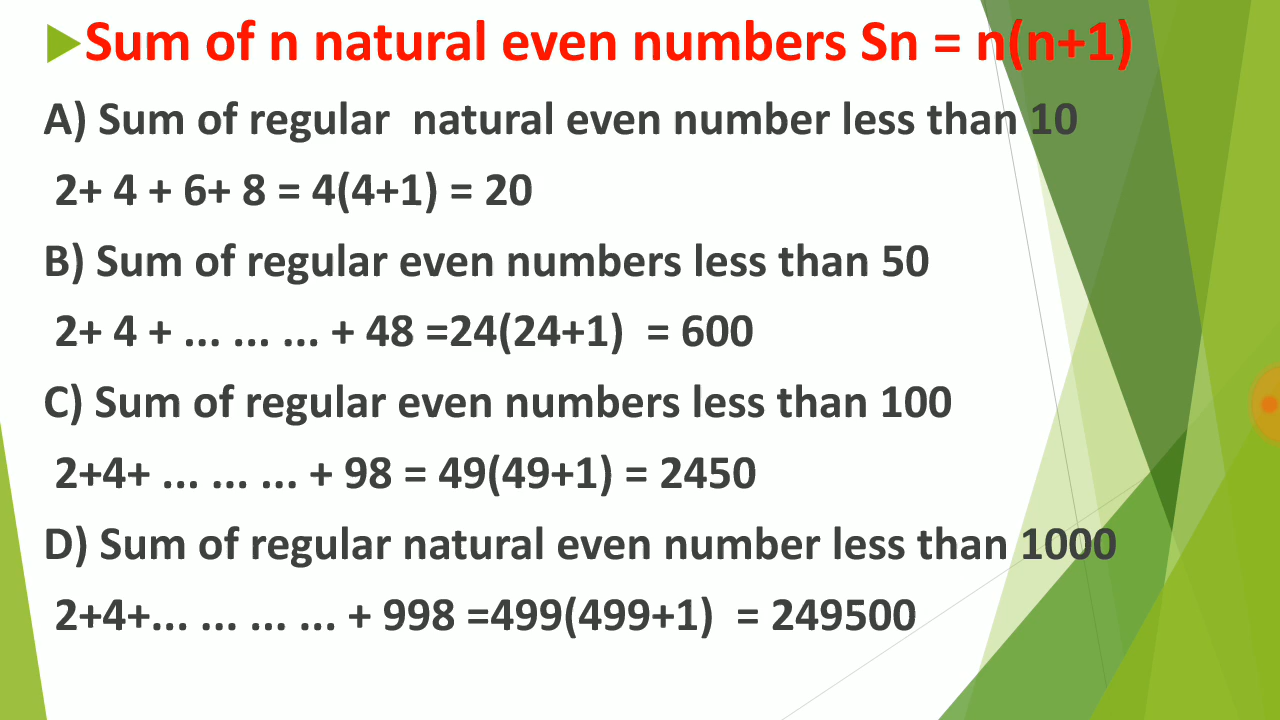 Sum of n natural even numbers Sn = n(n+1)
A) Sum of regular  natural even number less than 10
2+ 4 + 6+ 8 = 4(4+1) = 20
B) Sum of regular even numbers less than 50
2+ 4 + ... ... ... + 48 =24(24+1)  = 600
C) Sum of regular even numbers less than 100
2+4+ ... ... ... + 98 = 49(49+1) = 2450
D) Sum of regular natural even number less than 1000
2+4+... ... ... ... + 998 =499(499+1)  = 249500